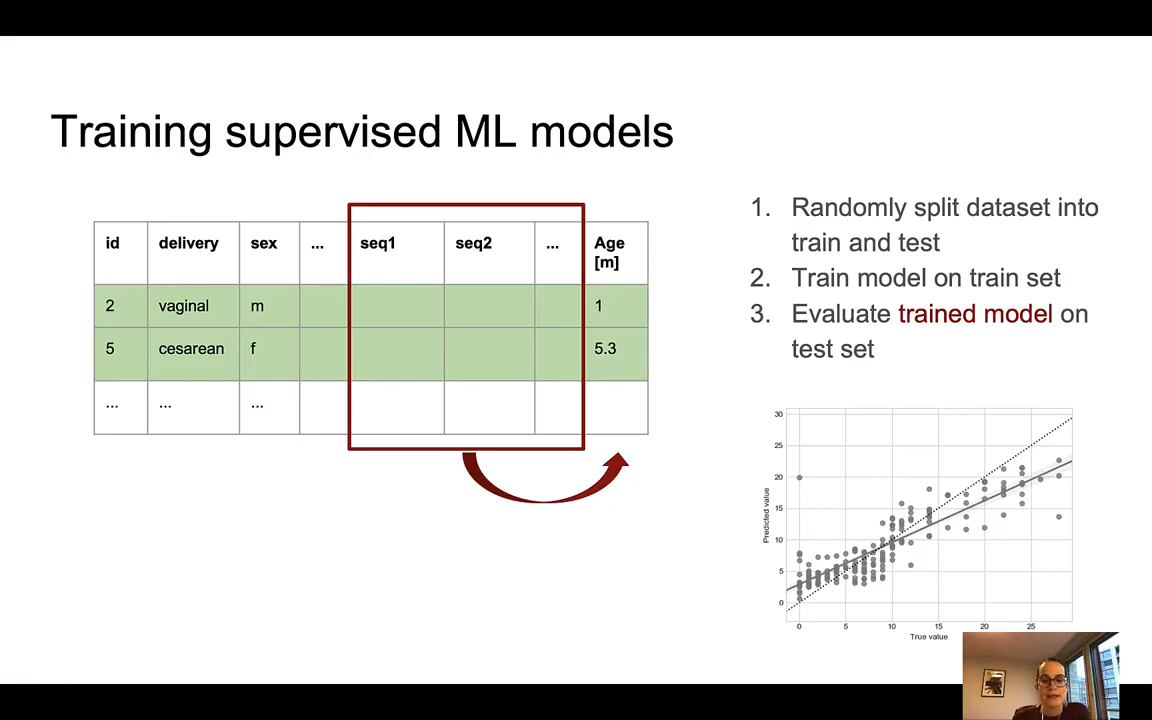 Training supervised ML models
id delivery sex ... seq1 seq2 ... Age
[m]
2 vaginal m 1
5 cesarean f 5.3
... ... ...
1. Randomly split dataset into
train and test
2. Train model on train set
3. Evaluate trained model on
test set
30
25
20
15
10
5
0
Predicted value
0 5 10 15 20 25
True value